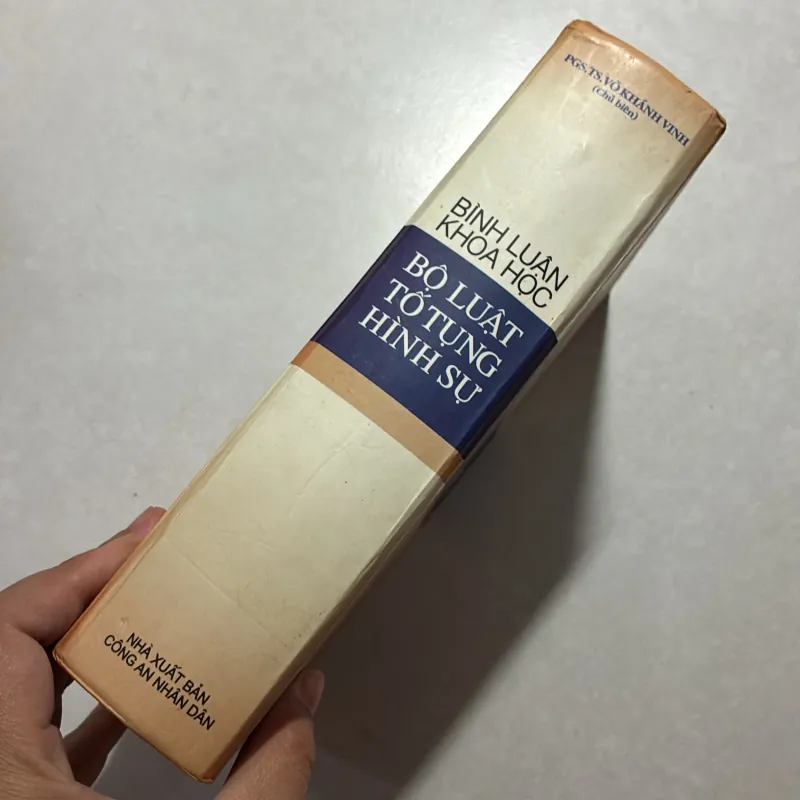 PGS.TS. VÕ KHÁNH VINH
(Chủ biên)
BÌNH LUẬN
KHOA HỌC
BỘ LUẬT
TỐ TỤNG
HÌNH SỰ
NHÀ XUẤT BẢN
CÔNG AN NHÂN DÂN